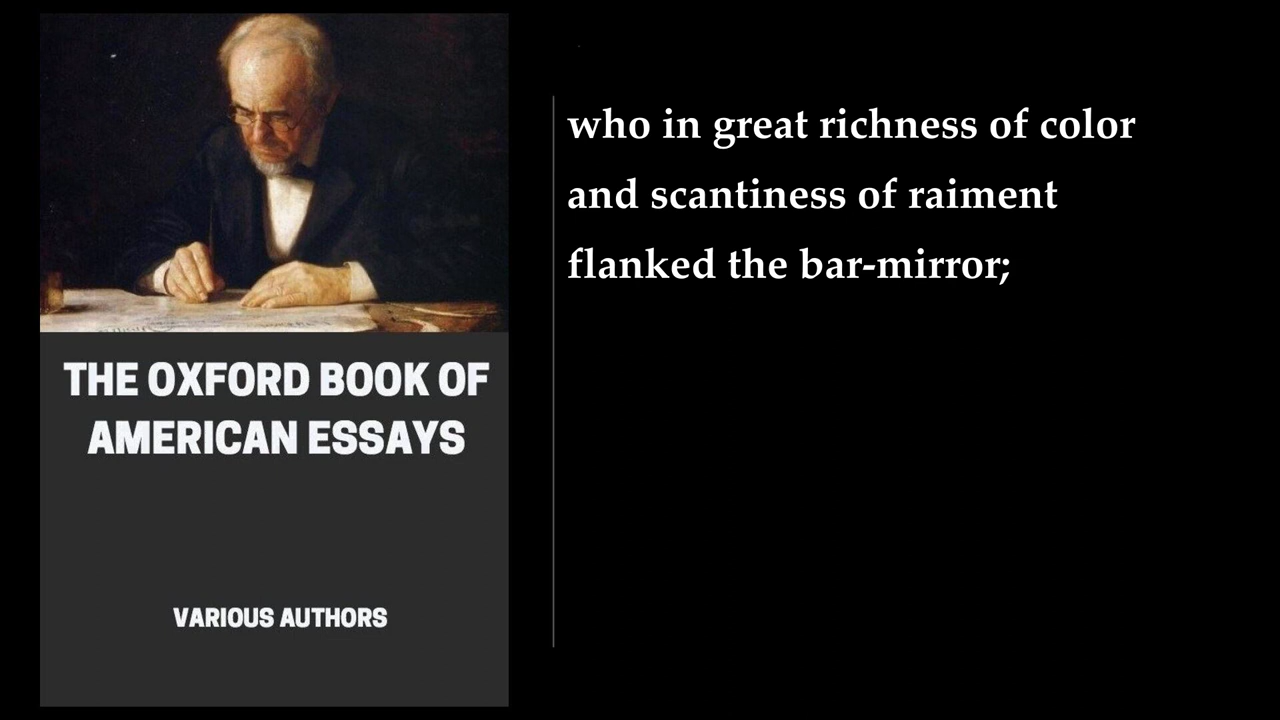 THE OXFORD BOOK OF
AMERICAN ESSAYS
VARIOUS AUTHORS
who in great richness of color
and scantiness of raiment
flanked the bar-mirror;